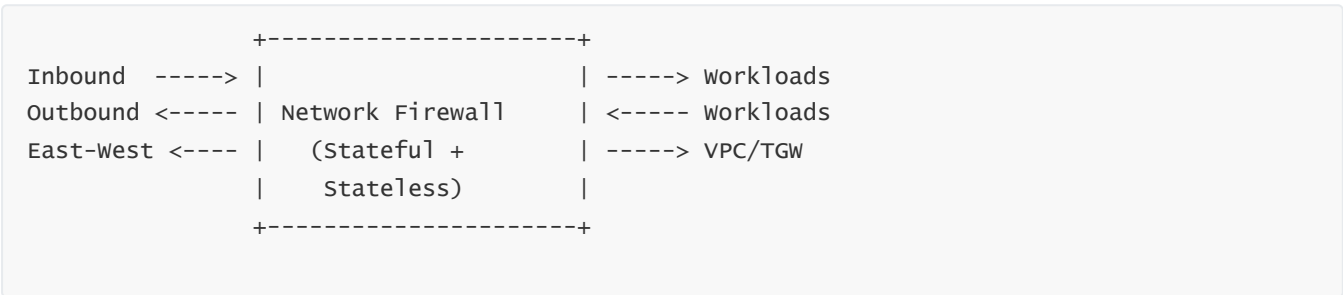 +----------------------+
Inbound  -----> |                      | -----> Workloads
Outbound <----- | Network Firewall     | <----- Workloads
East-West <---- |   (Stateful +        | -----> VPC/TGW
                |    Stateless)        |
                +----------------------+